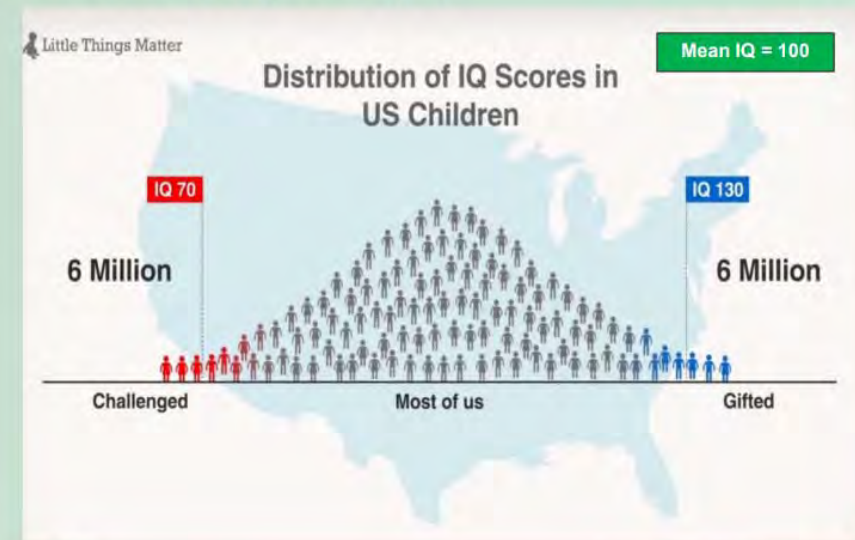 Little Things Matter
Mean IQ = 100
Distribution of IQ Scores in
US Children
IQ 70
IQ 130
6 Million
6 Million
Challenged
Most of us
Gifted